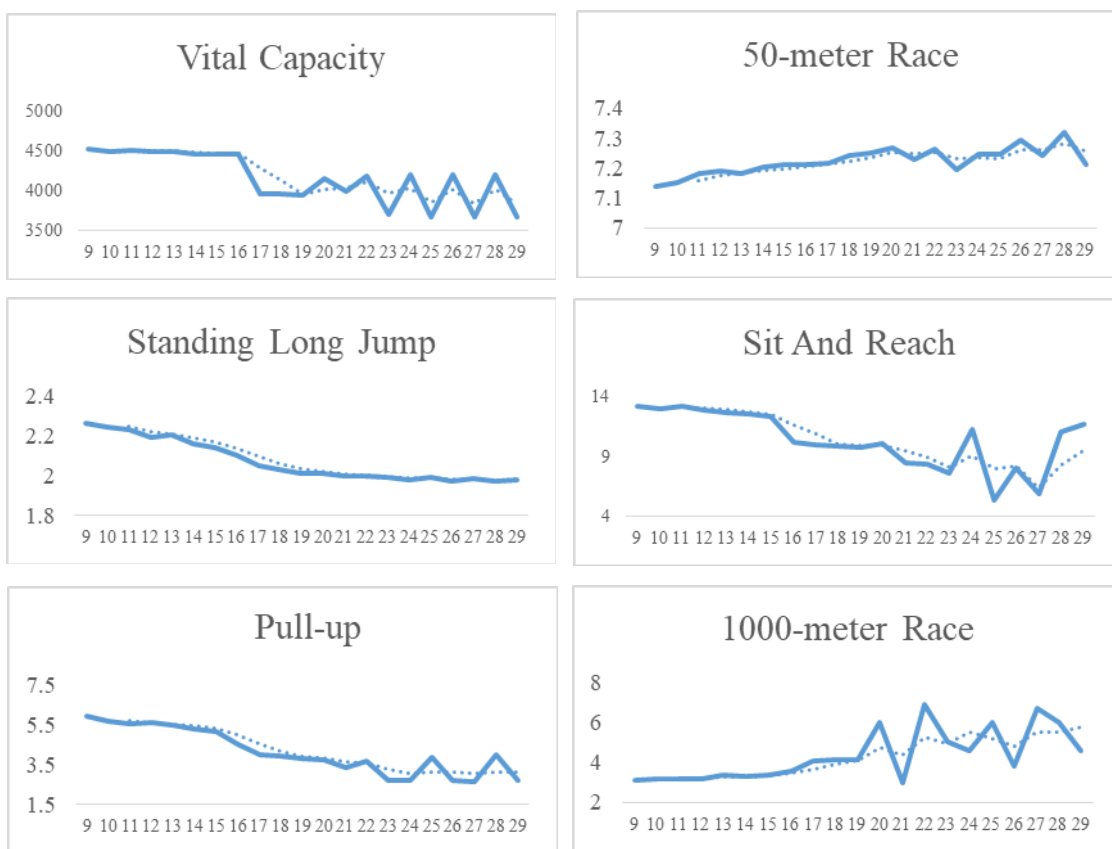 Vital Capacity
5000
4500
4000
3500
9 10 11 12 13 14 15 16 17 18 19 20 21 22 23 24 25 26 27 28 29
50-meter Race
7.4
7.3
7.2
7.1
7
9 10 11 12 13 14 15 16 17 18 19 20 21 22 23 24 25 26 27 28 29
Standing Long Jump
2.4
2.2
2
1.8
9 10 11 12 13 14 15 16 17 18 19 20 21 22 23 24 25 26 27 28 29
Sit And Reach
14
9
4
9 10 11 12 13 14 15 16 17 18 19 20 21 22 23 24 25 26 27 28 29
Pull-up
7.5
5.5
3.5
1.5
9 10 11 12 13 14 15 16 17 18 19 20 21 22 23 24 25 26 27 28 29
1000-meter Race
8
6
4
2
9 10 11 12 13 14 15 16 17 18 19 20 21 22 23 24 25 26 27 28 29